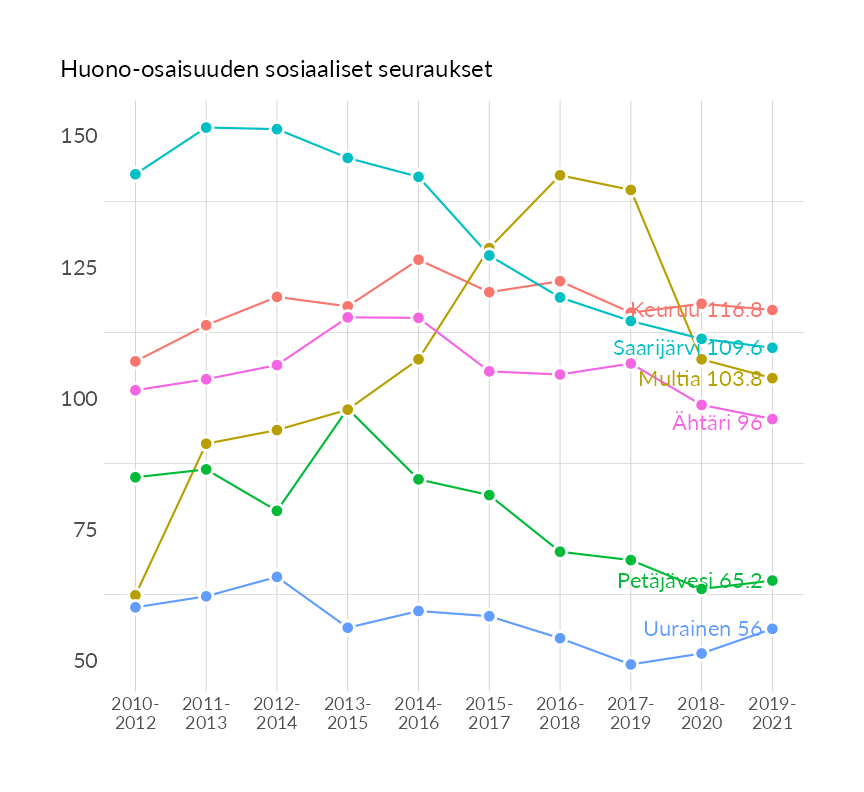 Huono-osaisuuden sosiaaliset seuraukset
150
125
100
75
50
Keuruu 116.8
Saarijärvi 109.6
Multia 103.8
Ähtäri 96
Petäjävesi 65.2
Uurainen 56
2010-2012
2011-2013
2012-2014
2013-2015
2014-2016
2015-2017
2016-2018
2017-2019
2018-2020
2019-2021